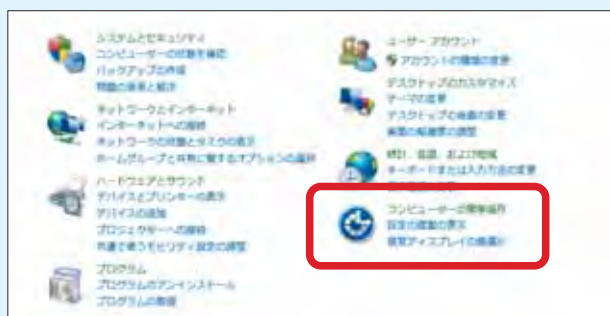 システムとセキュリティ
コンピューターの状態を確認
バックアップの作成
問題の発見と解決
ネットワークとインターネット
インターネットへの接続
ネットワークの状態とタスクの表示
ホームグループと共有に関するオプションの選択
ハードウェアとサウンド
デバイスとプリンターの表示
デバイスの追加
プロジェクターへの接続
共通で使うモビリティ設定の調整
プログラム
プログラムのアンインストール
プログラムの取得
ユーザー アカウント
アカウントの種類の変更
デスクトップのカスタマイズ
テーマの変更
デスクトップの背景の変更
画面の解像度の調整
時計、言語、および地域
キーボードまたは入力方法の変更
コンピューターの簡単操作
設定の提案の表示
視覚ディスプレイの最適化